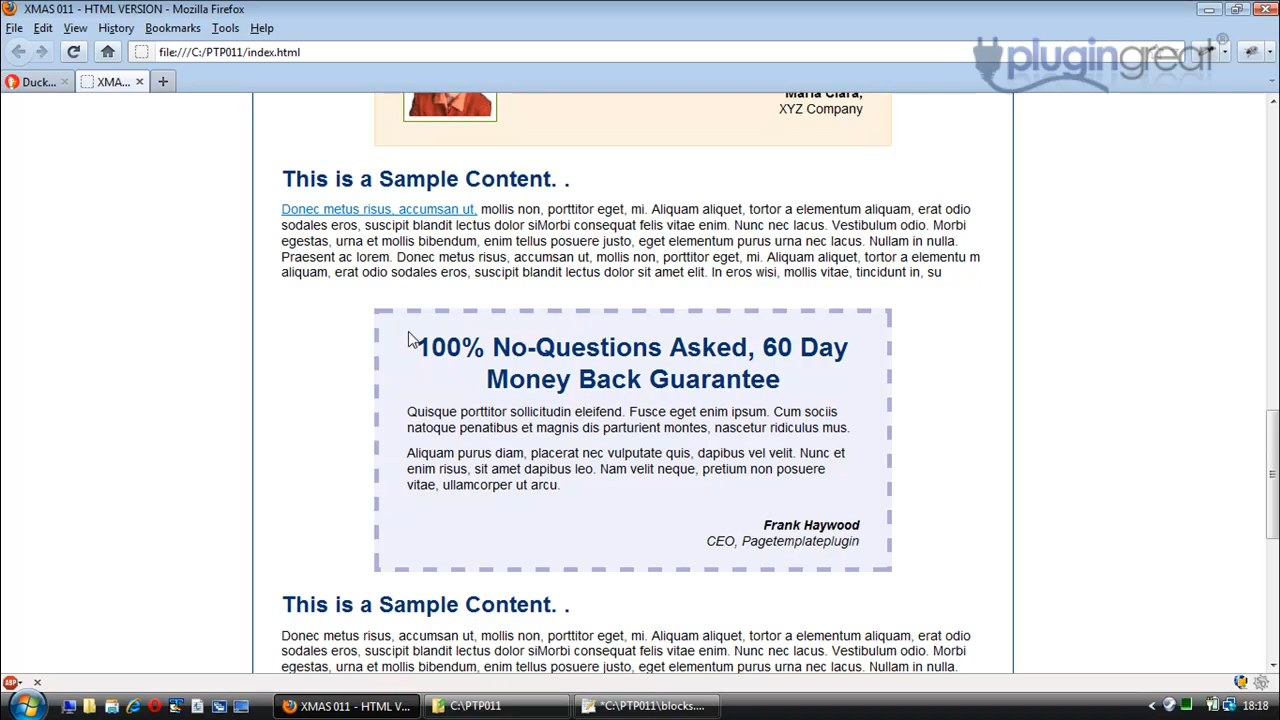 XMAS 011 - HTML VERSION - Mozilla Firefox
File Edit View History Bookmarks Tools Help
file:///C:/PTP011/index.html
plugingreat®
Duck... XMAS...
Maria Clara,
XYZ Company
This is a Sample Content. .
Donec metus risus, accumsan ut, mollis non, porttitor eget, mi. Aliquam aliquet, tortor a elementum aliquam, erat odio
sodales eros, suscipit blandit lectus dolor siMorbi consequat felis vitae enim. Nunc nec lacus. Vestibulum odio. Morbi
egestas, urna et mollis bibendum, enim tellus posuere justo, eget elementum purus urna nec lacus. Nullam in nulla.
Praesent ac lorem. Donec metus risus, accumsan ut, mollis non, porttitor eget, mi. Aliquam aliquet, tortor a elementu m
aliquam, erat odio sodales eros, suscipit blandit lectus dolor sit amet elit. In eros wisi, mollis vitae, tincidunt in, su
100% No-Questions Asked, 60 Day
Money Back Guarantee
Quisque porttitor sollicitudin eleifend. Fusce eget enim ipsum. Cum sociis
natoque penatibus et magnis dis parturient montes, nascetur ridiculus mus.
Aliquam purus diam, placerat nec vulputate quis, dapibus vel velit. Nunc et
enim risus, sit amet dapibus leo. Nam velit neque, pretium non posuere
vitae, ullamcorper ut arcu.
Frank Haywood
CEO, Pagetemplateplugin
This is a Sample Content. .
Donec metus risus, accumsan ut, mollis non, porttitor eget, mi. Aliquam aliquet, tortor a elementum aliquam, erat odio
sodales eros, suscipit blandit lectus dolor siMorbi consequat felis vitae enim. Nunc nec lacus. Vestibulum odio. Morbi
egestas, urna et mollis bibendum, enim tellus posuere justo, eget elementum purus urna nec lacus. Nullam in nulla.
ABP
XMAS 011 - HTML V... C:\PTP011 *C:\PTP011\blocks.... 18:18